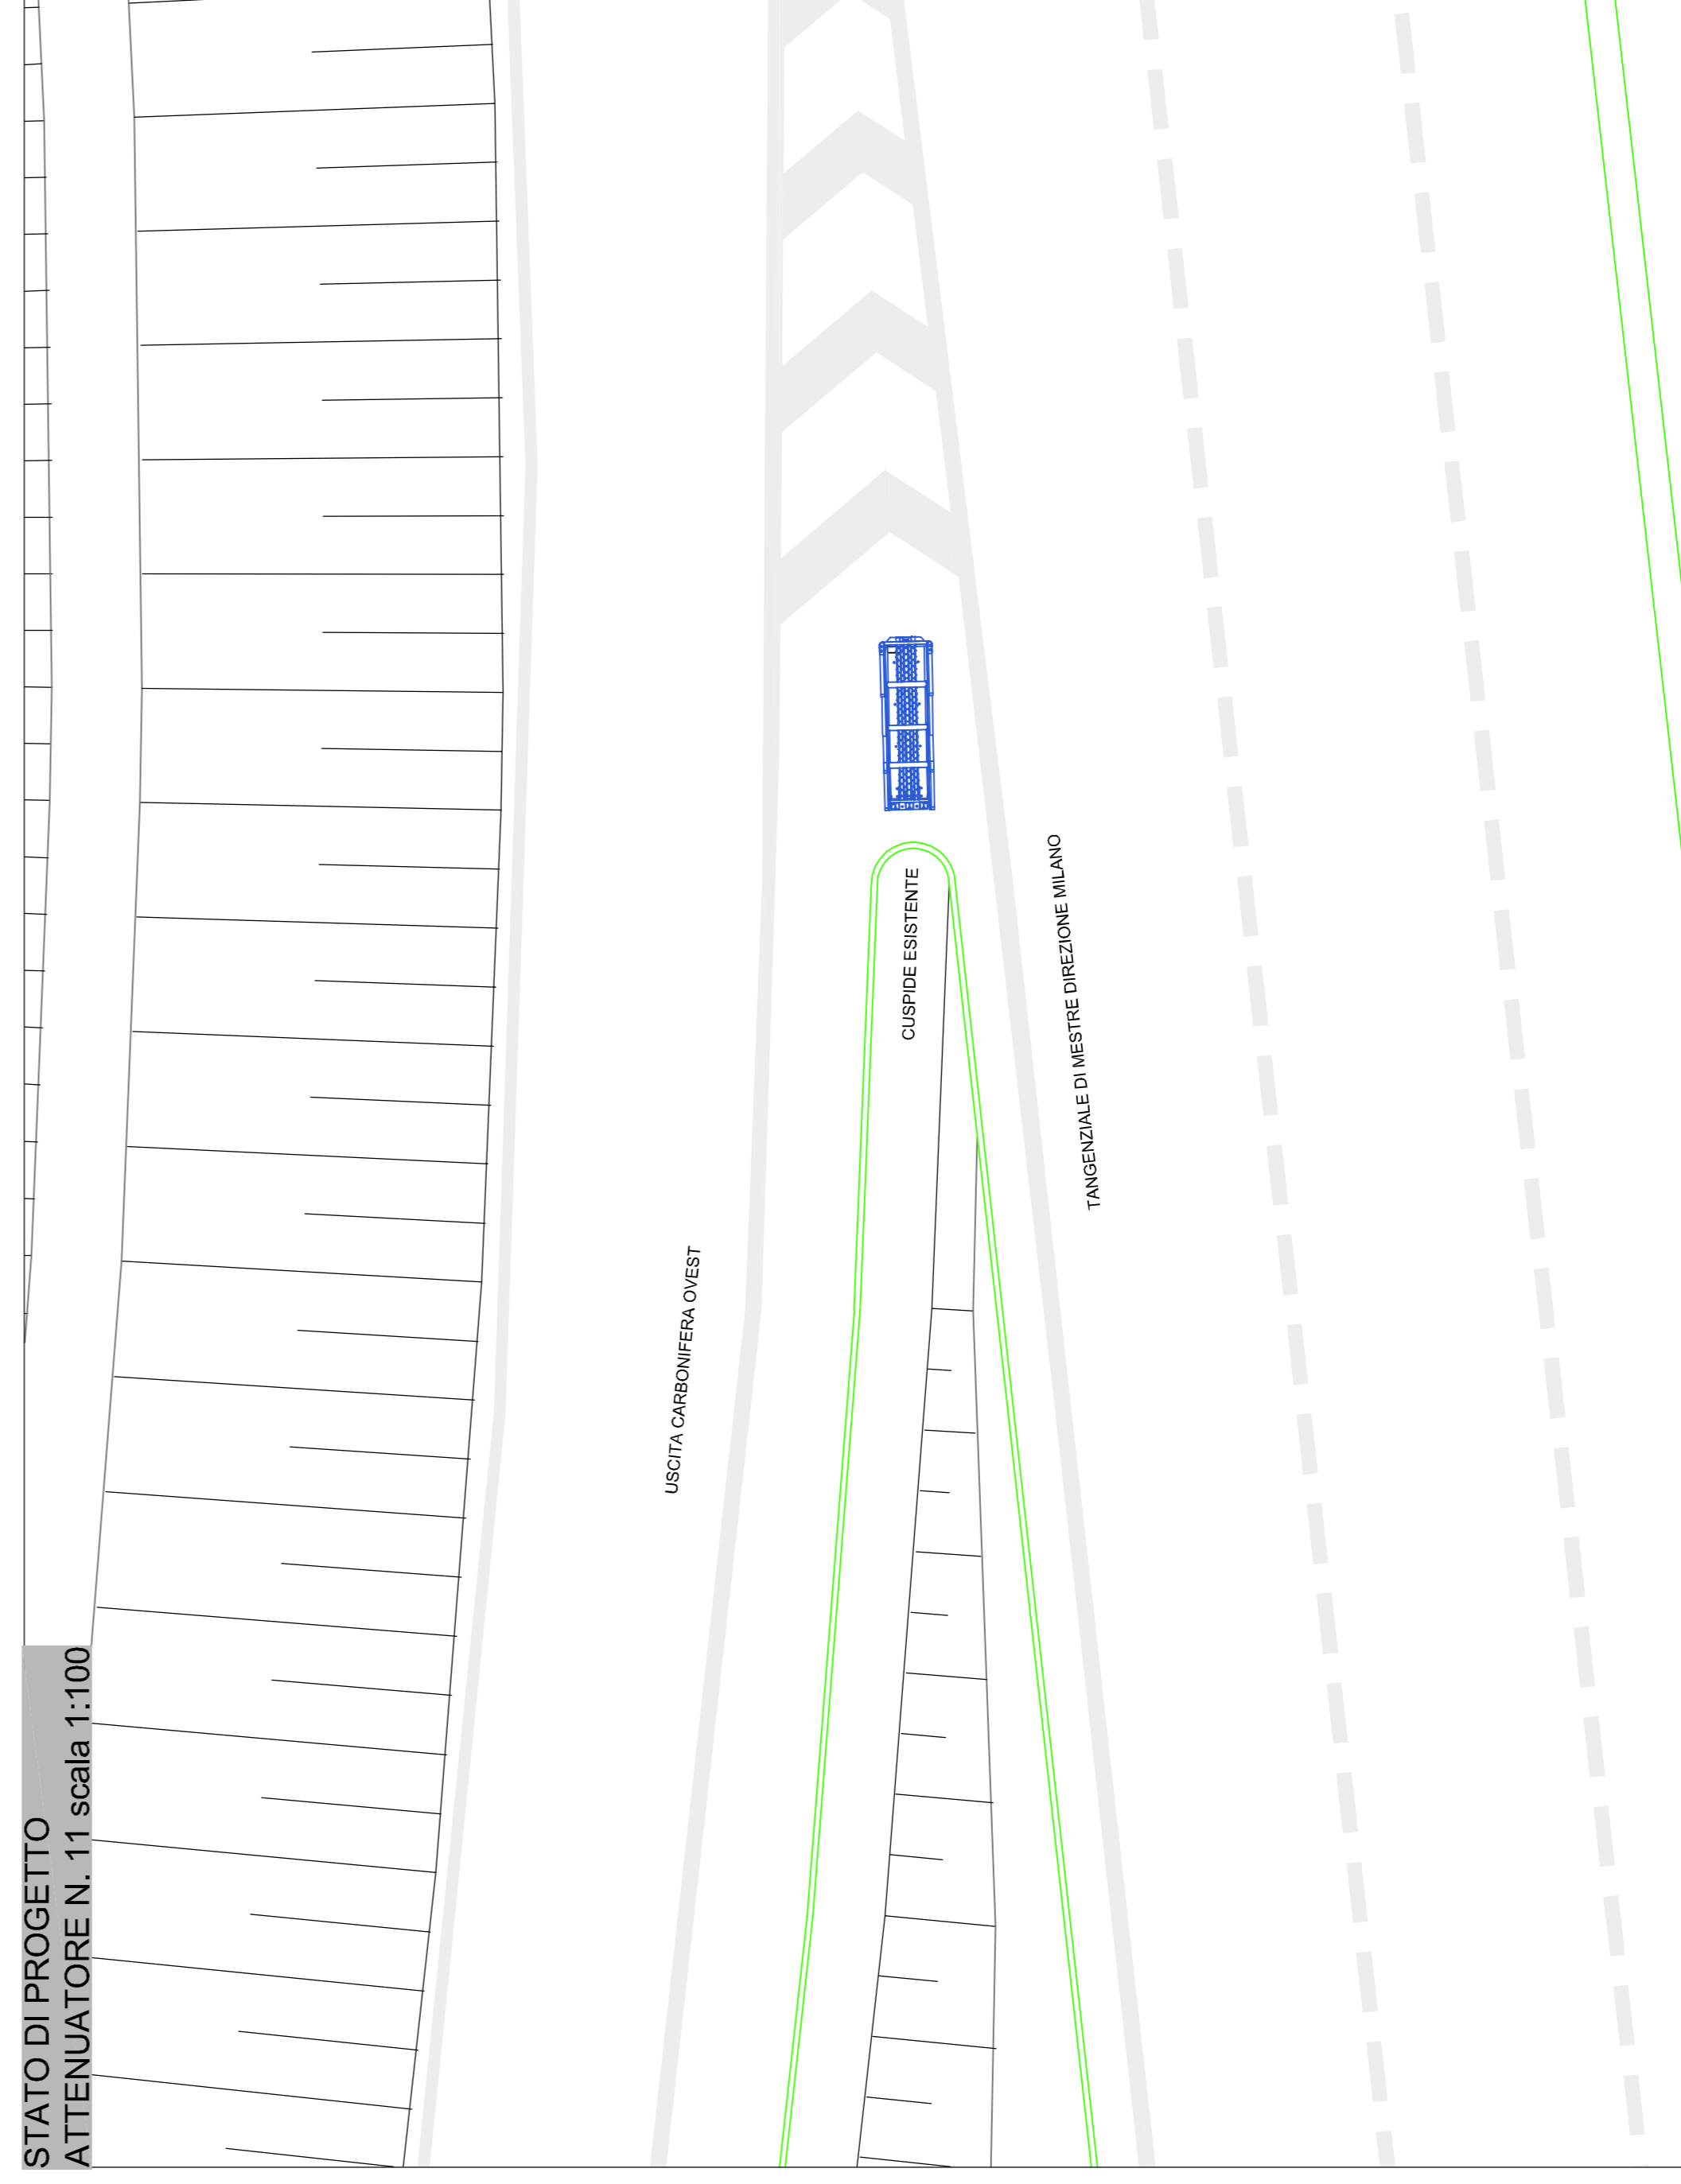 STATO DI PROGETTO
ATTENUATORE N. 11 scala 1:100
USCITA CARBONIFERA OVEST
CUSPIDE ESISTENTE
TANGENZIALE DI MESTRE DIREZIONE MILANO